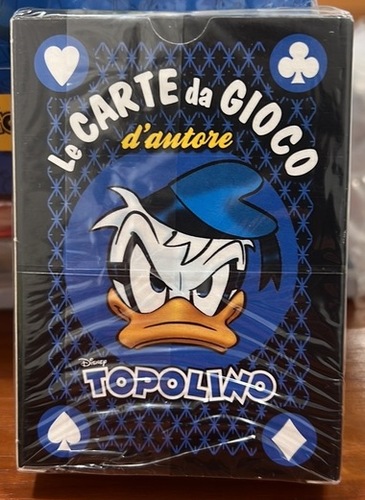 Le CARTE da GIOCO
d'autore
Disney
TOPOLINO